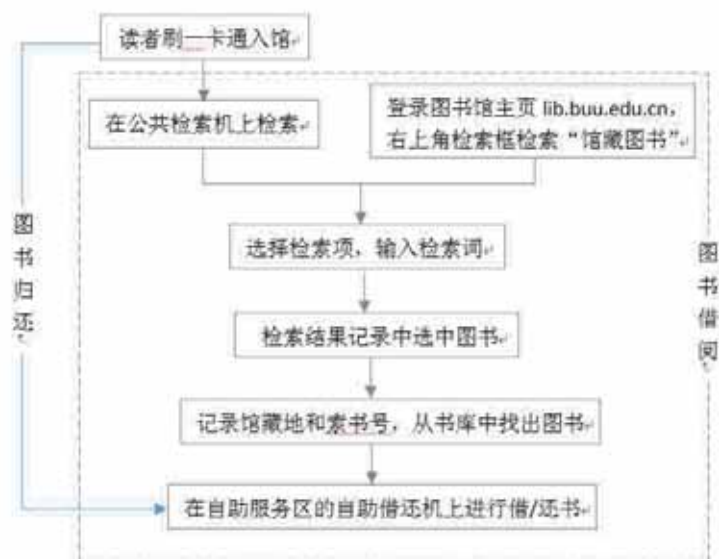 读者刷一卡通入馆
在公共检索机上检索
登录图书馆主页 lib.buu.edu.cn，
右上角检索框检索“馆藏图书”
选择检索项，输入检索词
检索结果记录中选中图书
记录馆藏地和索书号，从书库中找出图书
在自助服务区的自助借还机上进行借/还书
图书归还
图书借阅